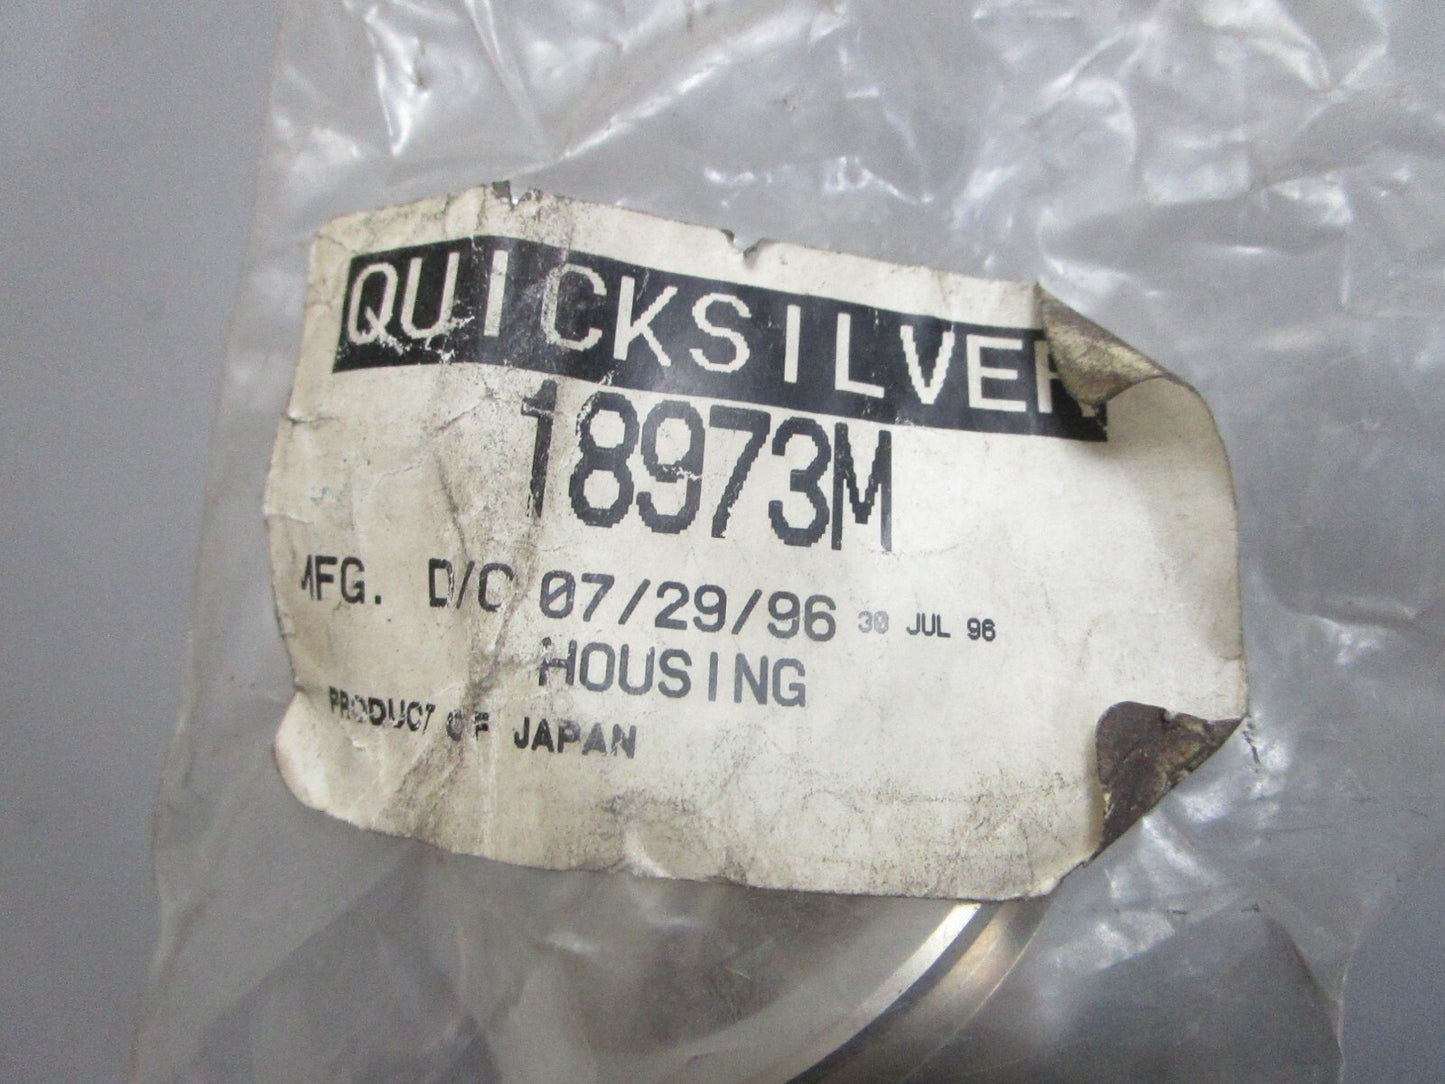 QUICKSILVER
18973M
MFG. D/C 07/29/96 30 JUL 96
HOUSING
PRODUCT OF JAPAN